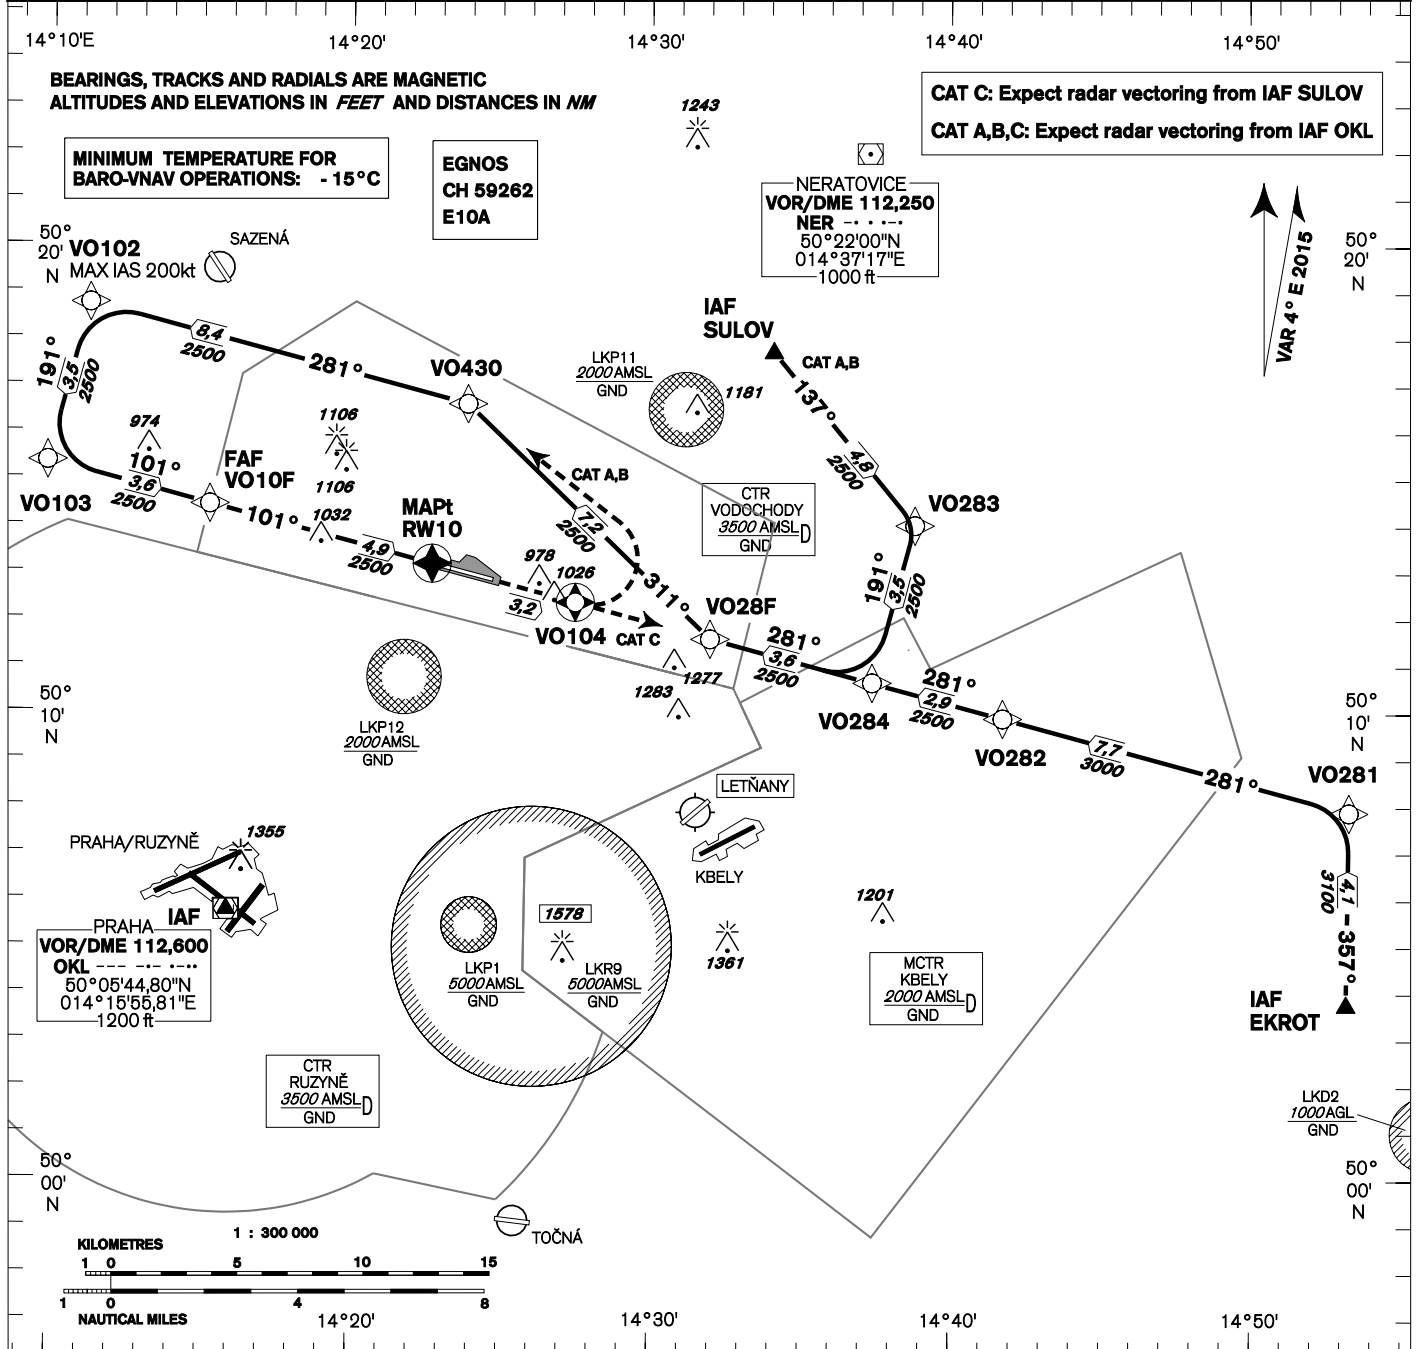 14°10'E
14°20'
14°30'
14°40'
14°50'
BEARINGS, TRACKS AND RADIALS ARE MAGNETIC
ALTITUDES AND ELEVATIONS IN FEET AND DISTANCES IN NM
CAT C: Expect radar vectoring from IAF SULOV
CAT A,B,C: Expect radar vectoring from IAF OKL
MINIMUM TEMPERATURE FOR
BARO-VNAV OPERATIONS: - 15°C
EGNOS
CH 59262
E10A
1243
NERATOVICE
VOR/DME 112,250
NER -· · ·-·
50°22'00"N
014°37'17"E
1000 ft
VAR 4° E 2015
50°
20'
N
50°
20'
N
VO102
MAX IAS 200kt
SAZENÁ
IAF
SULOV
CAT A,B
8,4
2500
281°
VO430
LKP11
2000 AMSL
GND
1181
137°
4,8
2500
191°
3,5
2500
974
1106
1106
101°
3,6
2500
FAF
VO10F
VO103
101°
1032
MAPt
RW10
4,9
2500
CAT A,B
7,2
2500
CTR
VODOCHODY
3500 AMSL
GND
D
VO283
978
1026
3,2
VO104
CAT C
311°
VO28F
191°
3,5
2500
281°
3,6
2500
1277
1283
VO284
281°
2,9
2500
VO282
7,7
3000
281°
VO281
LKP12
2000 AMSL
GND
50°
10'
N
50°
10'
N
LETŇANY
KBELY
PRAHA/RUZYNĚ
1355
IAF
PRAHA
VOR/DME 112,600
OKL --- -·- ·-··
50°05'44,80"N
014°15'55,81"E
1200 ft
1578
LKP1
5000 AMSL
GND
LKR9
5000 AMSL
GND
1361
1201
MCTR
KBELY
2000 AMSL
GND
D
4,1
3100
357°
IAF
EKROT
CTR
RUZYNĚ
3500 AMSL
GND
D
LKD2
1000 AGL
GND
50°
00'
N
50°
00'
N
TOČNÁ
1 : 300 000
KILOMETRES
1 0 5 10 15
1 0 4 8
NAUTICAL MILES
14°20'
14°30'
14°40'
14°50'